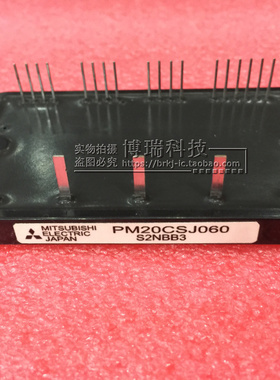 博瑞科技
实物拍摄 盗图必究
https://brkj-ic.taobao.com
MITSUBISHI
ELECTRIC
JAPAN
PM20CSJ060
S2NBB3